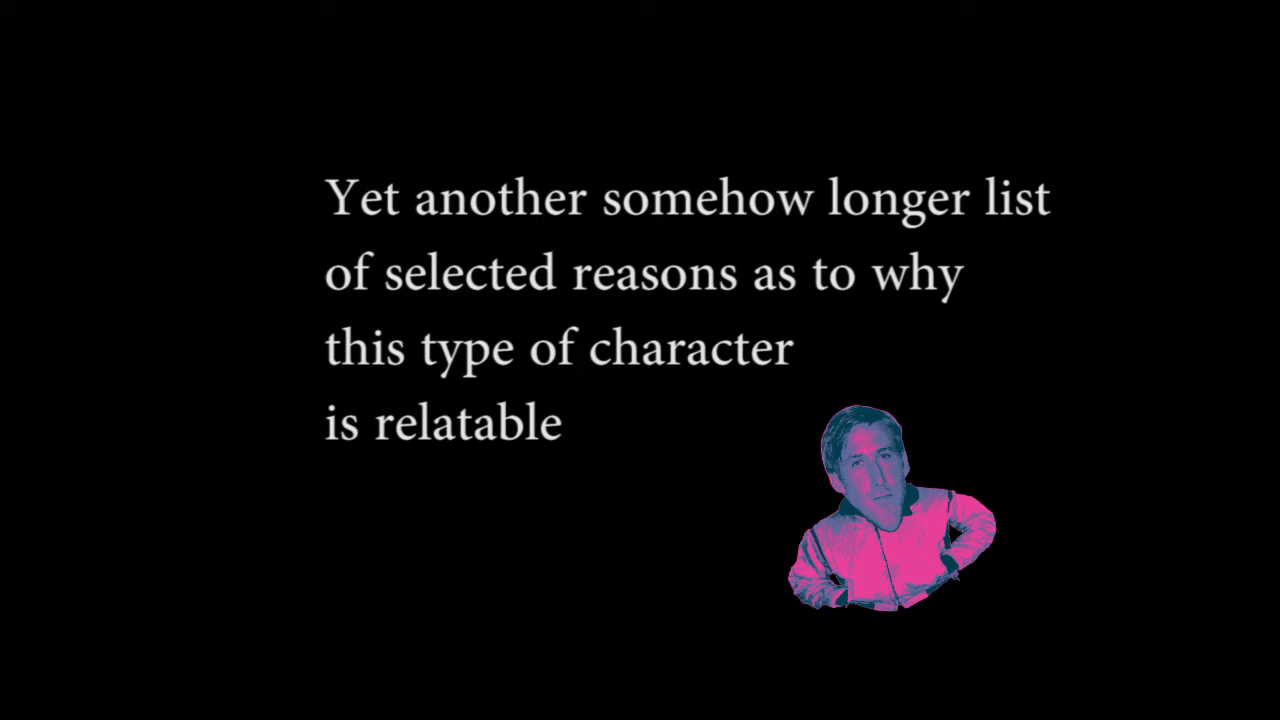 Yet another somehow longer list
of selected reasons as to why
this type of character
is relatable